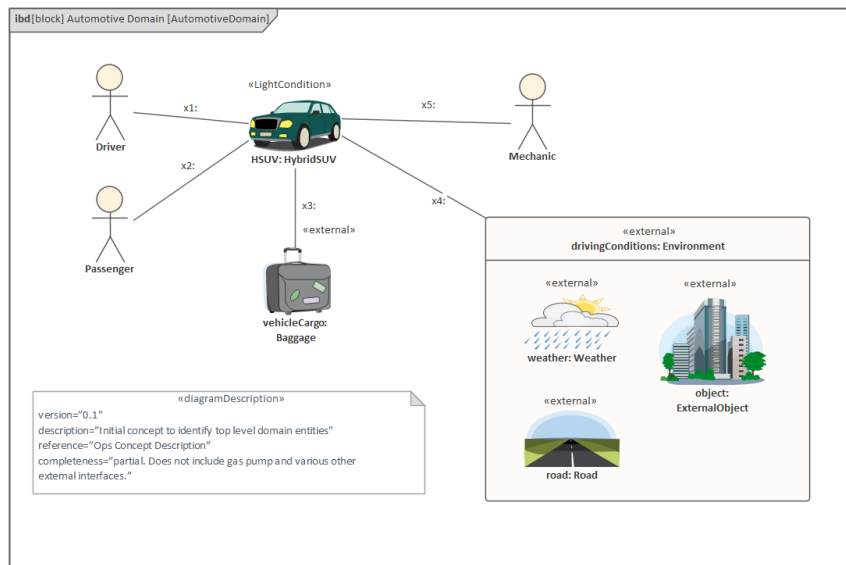 ibd [block] Automotive Domain [AutomotiveDomain]
«LightCondition»
x1:
x5:
Driver
HSUV: HybridSUV
Mechanic
x2:
x3:
x4:
«external»
Passenger
vehicleCargo:
Baggage
«external»
drivingConditions: Environment
«external»
weather: Weather
«external»
object:
ExternalObject
«external»
road: Road
«diagramDescription»
version="0.1"
description="Initial concept to identify top level domain entities"
reference="Ops Concept Description"
completeness="partial. Does not include gas pump and various other
external interfaces."